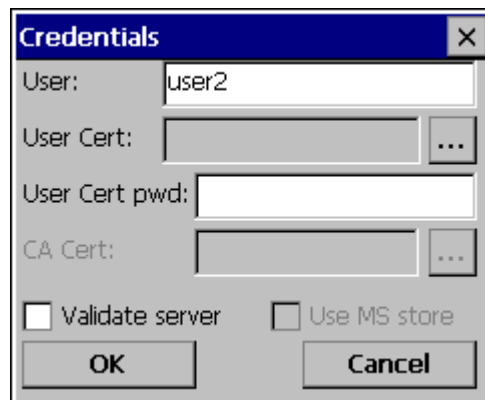 Credentials
User: user2
User Cert: ...
User Cert pwd:
CA Cert: ...
Validate server Use MS store
OK Cancel